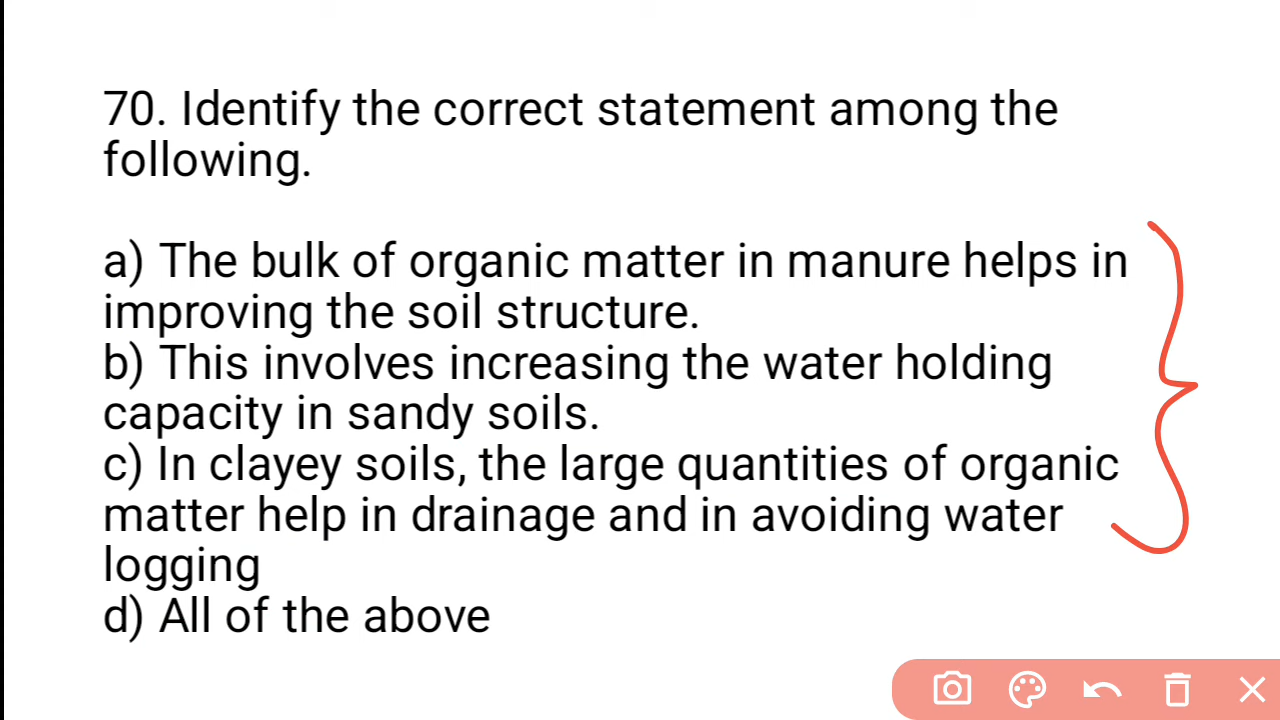 70. Identify the correct statement among the
following.
a) The bulk of organic matter in manure helps in
improving the soil structure.
b) This involves increasing the water holding
capacity in sandy soils.
c) In clayey soils, the large quantities of organic
matter help in drainage and in avoiding water
logging
d) All of the above